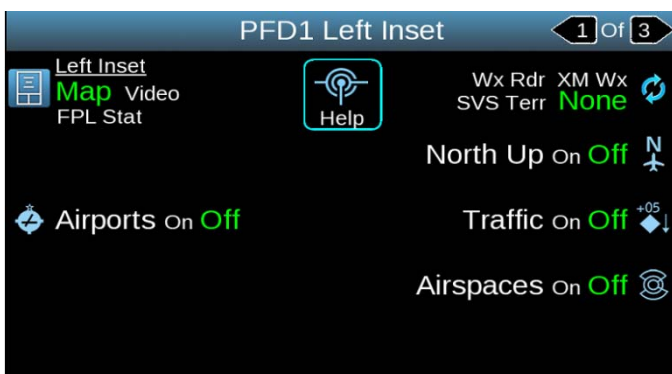 PFD1 Left Inset
1 Of 3
Left Inset
Map Video
FPL Stat
Help
Wx Rdr XM Wx
SVS Terr None
North Up On Off
N
Airports On Off
Traffic On Off
+05
Airspaces On Off